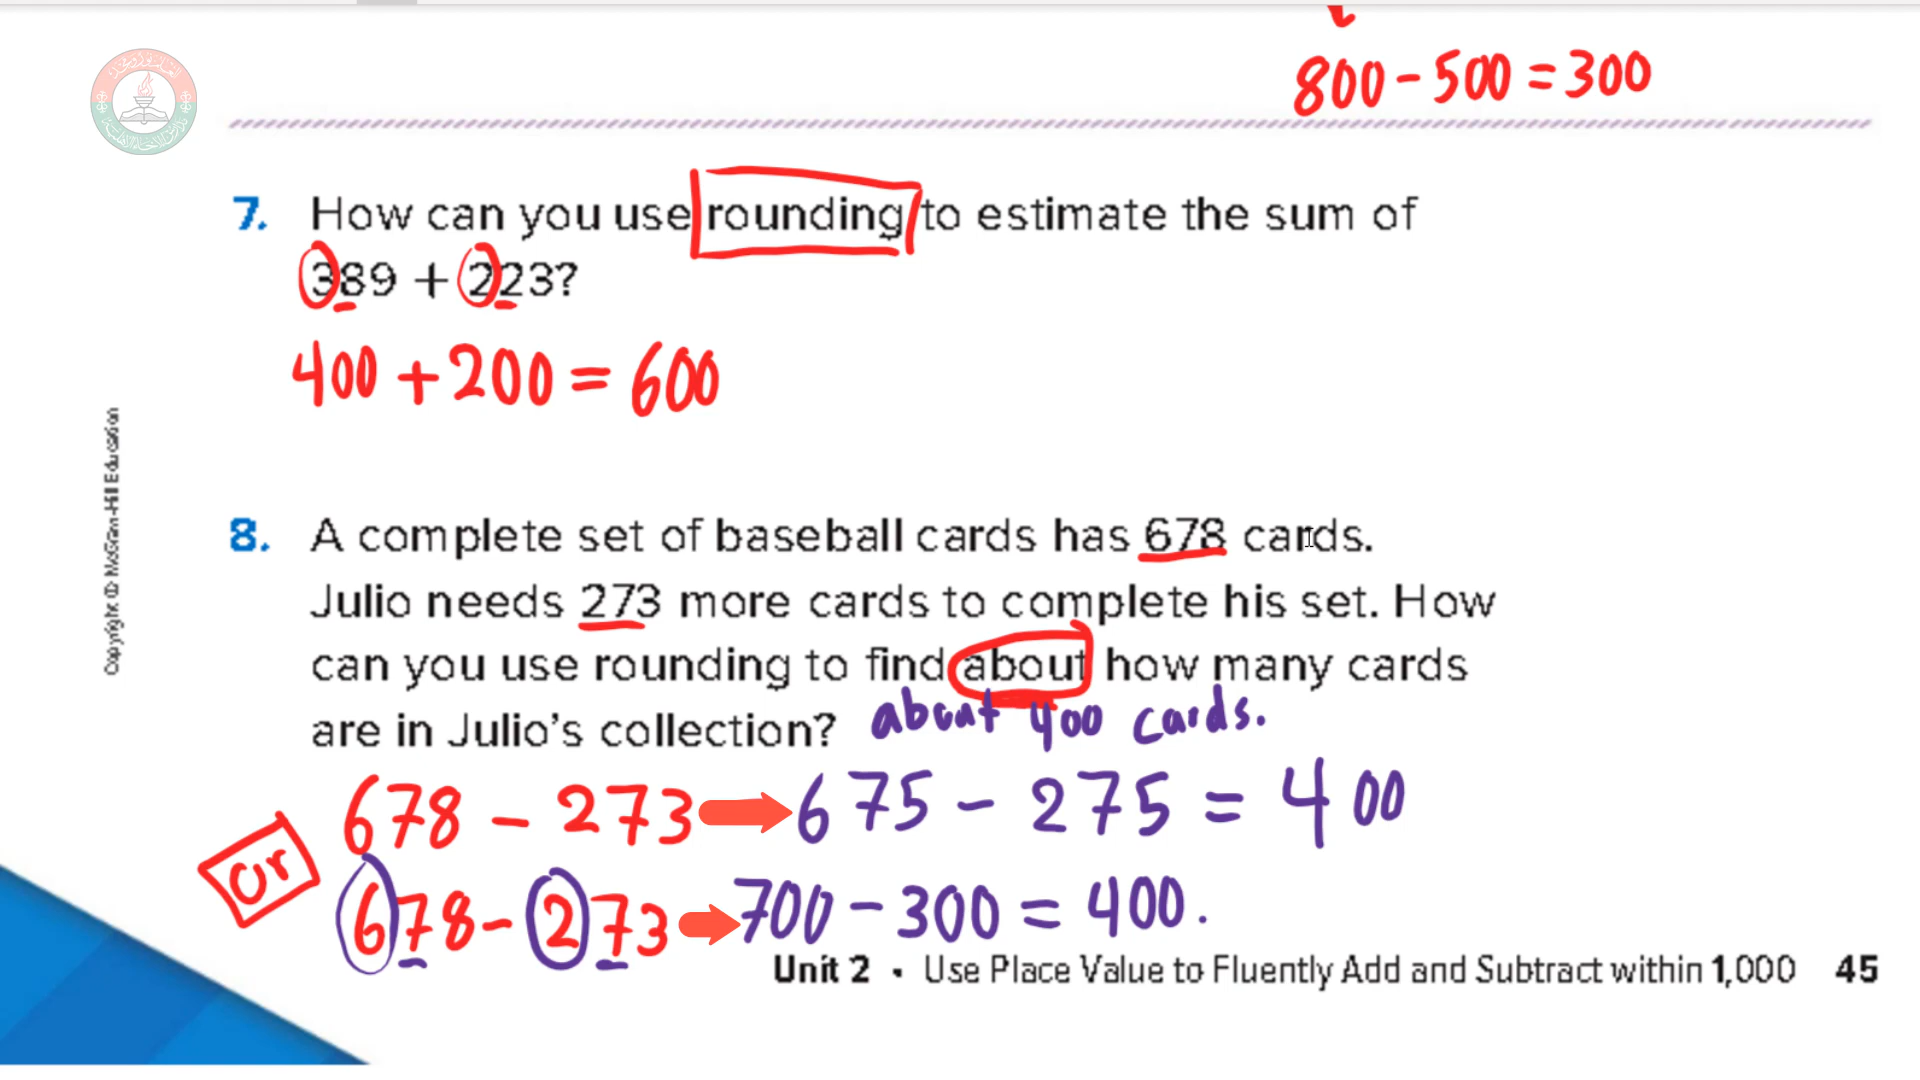 800 - 500 = 300
7. How can you use rounding to estimate the sum of
389 + 223?
400 + 200 = 600
Copyright © McGraw-Hill Education
8. A complete set of baseball cards has 678 cards.
Julio needs 273 more cards to complete his set. How
can you use rounding to find about how many cards
are in Julio's collection? about 400 cards.
678 - 273 675 - 275 = 400
Or
678 - 273 700 - 300 = 400.
Unit 2 • Use Place Value to Fluently Add and Subtract within 1,000 45